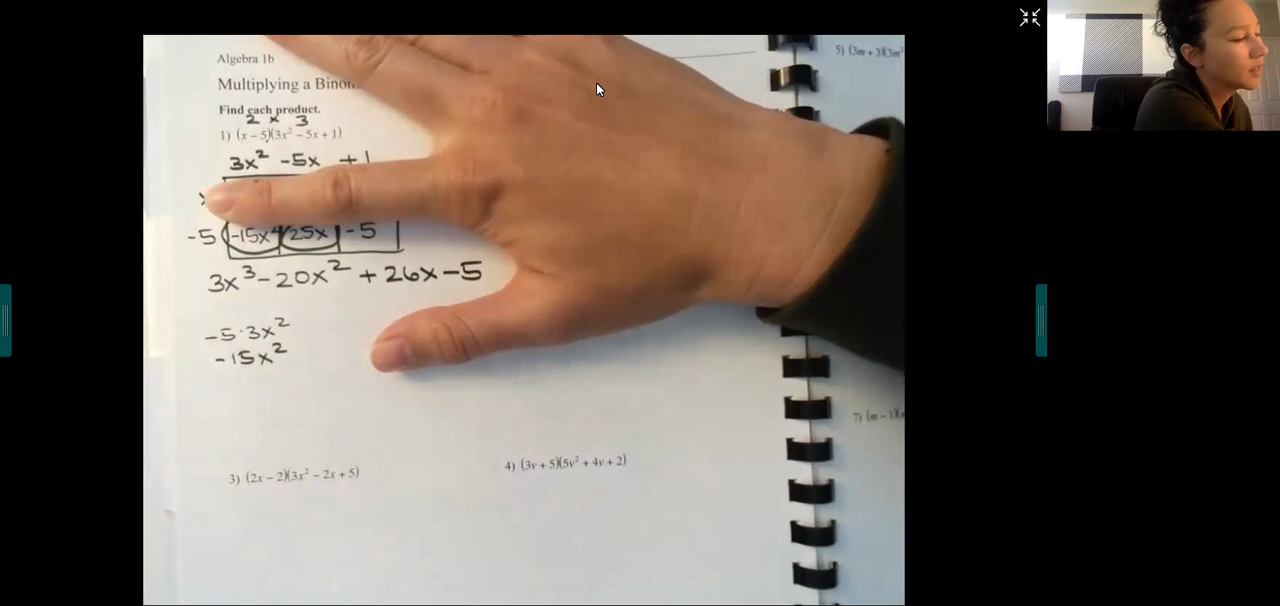 Algebra 1b
Multiplying a
Find each product.
2 x 3
1) (x − 5)(3x² − 5x + 1)
3x² -5x +1
-5 -15x 25x -5
3x³ - 20x² + 26x - 5
-5·3x²
-15x²
3) (2x − 2)(3x² − 2x + 5)
4) (3v + 5)(5v² + 4v + 2)
5) (3m + 3)(3m²
7) (m − 1)(